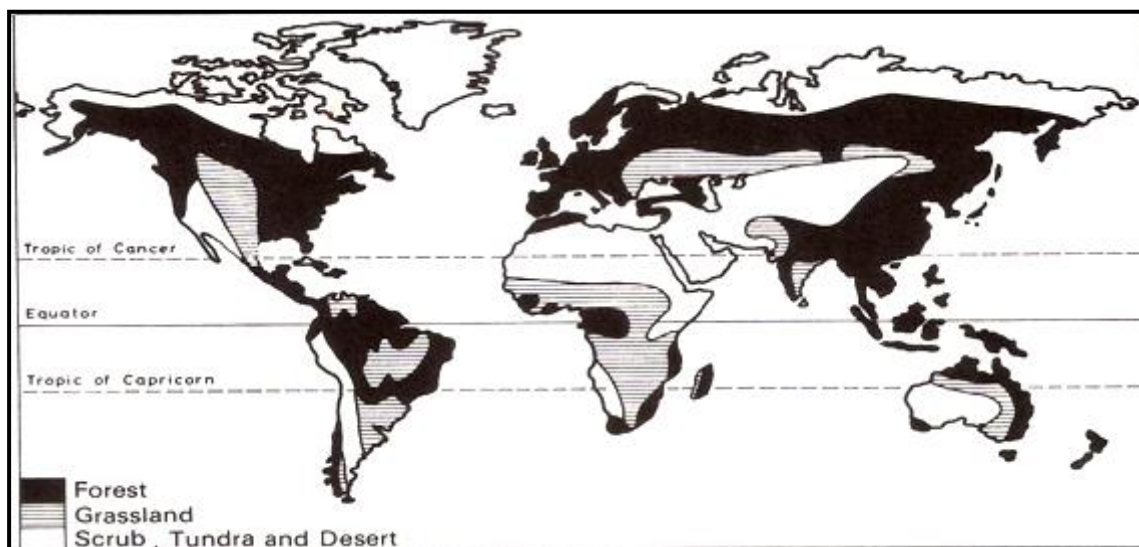 Tropic of Cancer
Equator
Tropic of Capricorn
Forest
Grassland
Scrub, Tundra and Desert